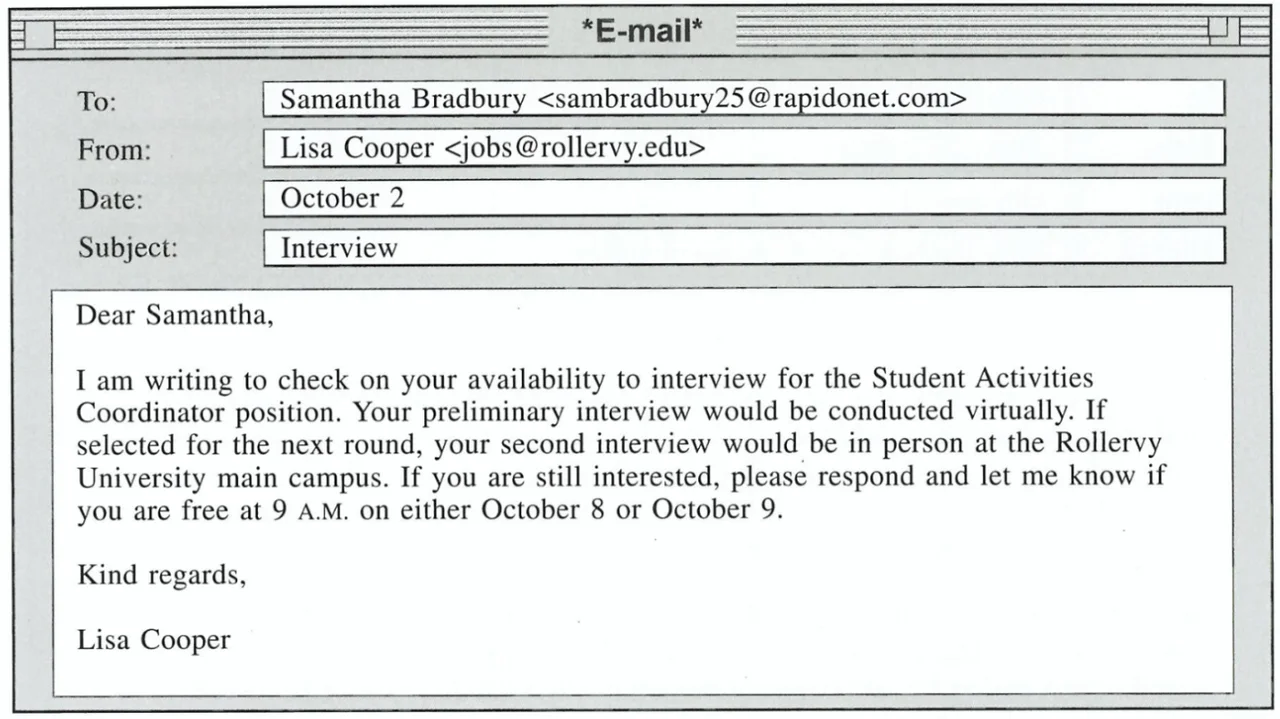 *E-mail*
To: Samantha Bradbury <sambradbury25@rapidonet.com>
From: Lisa Cooper <jobs@rollervy.edu>
Date: October 2
Subject: Interview
Dear Samantha,
I am writing to check on your availability to interview for the Student Activities
Coordinator position. Your preliminary interview would be conducted virtually. If
selected for the next round, your second interview would be in person at the Rollervy
University main campus. If you are still interested, please respond and let me know if
you are free at 9 A.M. on either October 8 or October 9.
Kind regards,
Lisa Cooper